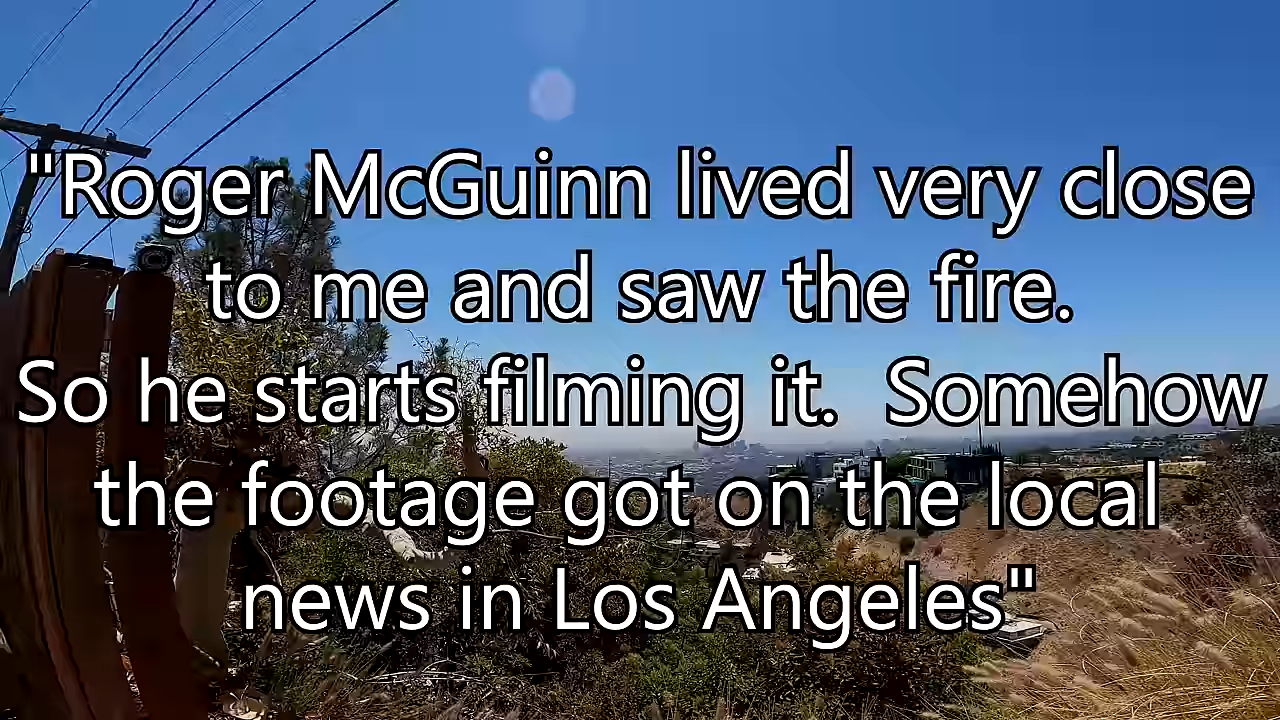 "Roger McGuinn lived very close
to me and saw the fire.
So he starts filming it.  Somehow
the footage got on the local
news in Los Angeles"